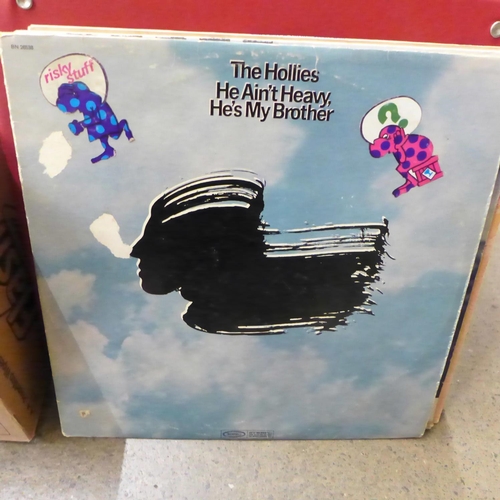 risky
stuff
?
The Hollies
He Ain't Heavy,
He's My Brother